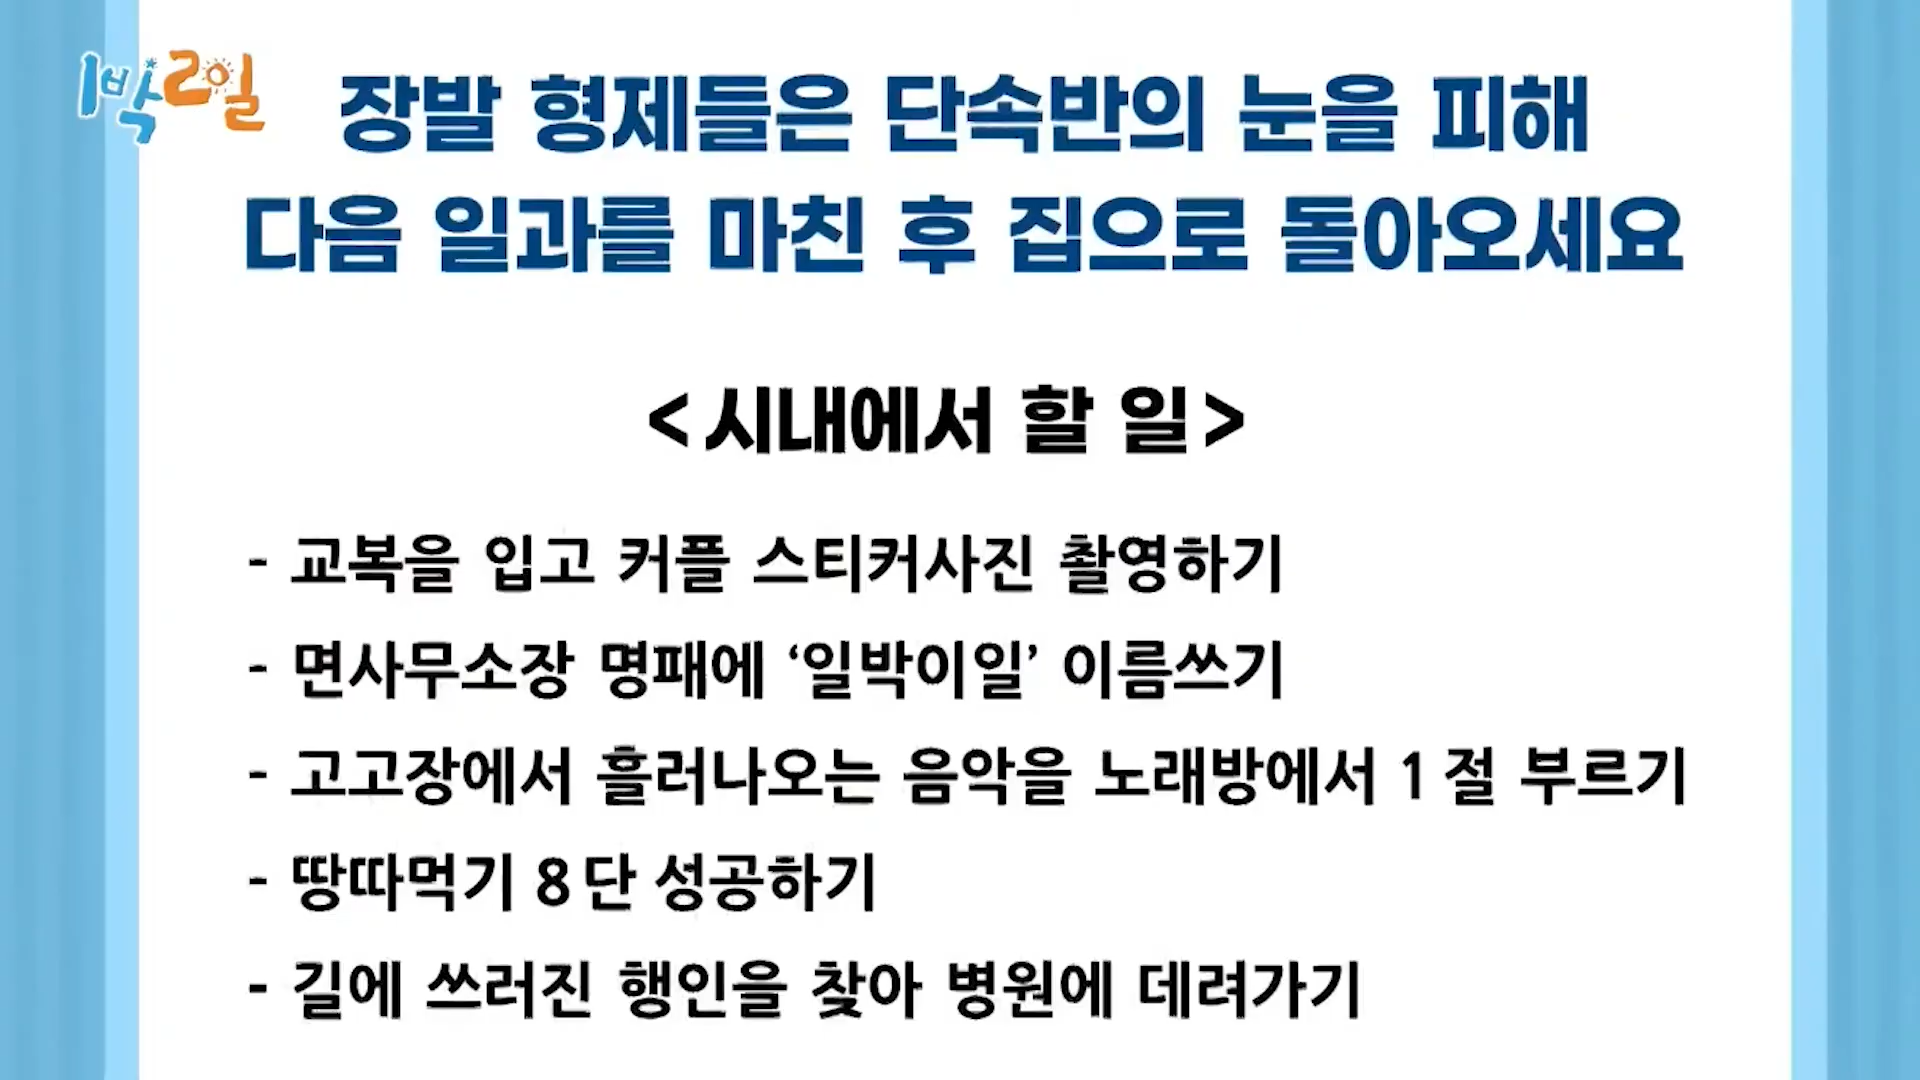 1박2일
장발 형제들은 단속반의 눈을 피해
다음 일과를 마친 후 집으로 돌아오세요
<시내에서 할 일>
- 교복을 입고 커플 스티커사진 촬영하기
- 면사무소장 명패에 ‘일박이일’ 이름쓰기
- 고고장에서 흘러나오는 음악을 노래방에서 1절 부르기
- 땅따먹기 8단 성공하기
- 길에 쓰러진 행인을 찾아 병원에 데려가기